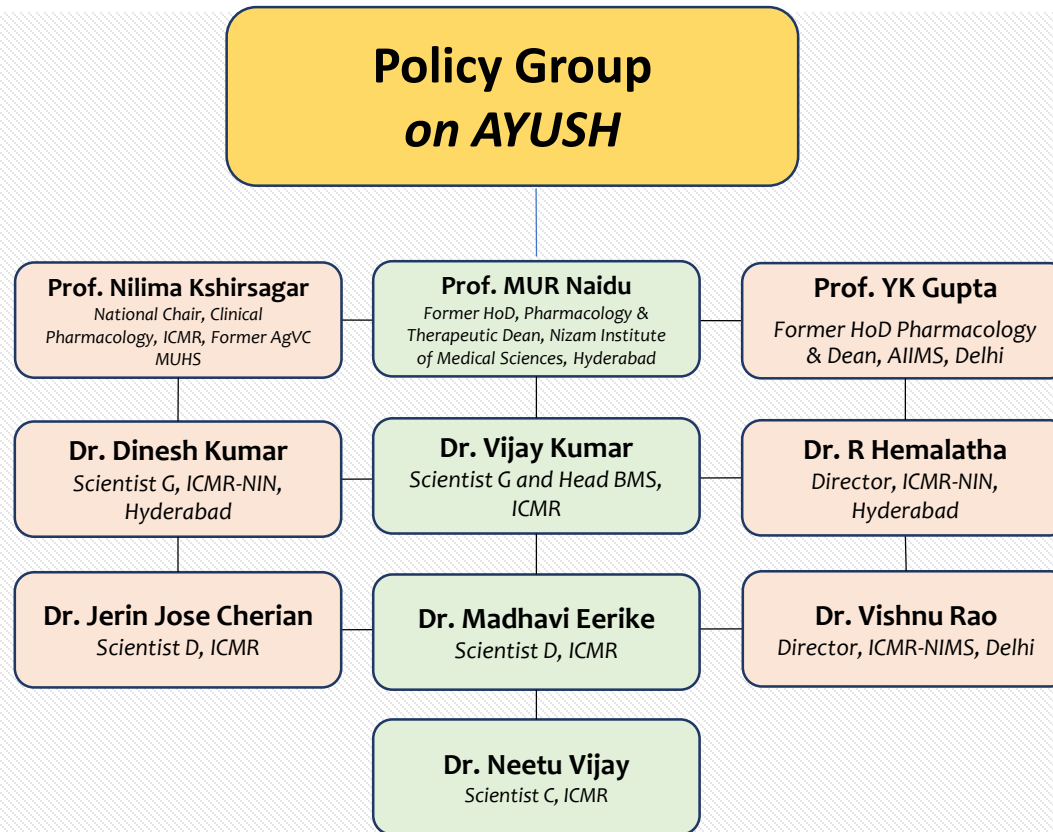 Policy Group
on AYUSH
Prof. Nilima Kshirsagar
National Chair, Clinical
Pharmacology, ICMR, Former AgVC
MUHS
Prof. MUR Naidu
Former HoD, Pharmacology &
Therapeutic Dean, Nizam Institute
of Medical Sciences, Hyderabad
Prof. YK Gupta
Former HoD Pharmacology
& Dean, AIIMS, Delhi
Dr. Dinesh Kumar
Scientist G, ICMR-NIN,
Hyderabad
Dr. Vijay Kumar
Scientist G and Head BMS,
ICMR
Dr. R Hemalatha
Director, ICMR-NIN,
Hyderabad
Dr. Jerin Jose Cherian
Scientist D, ICMR
Dr. Madhavi Eerike
Scientist D, ICMR
Dr. Vishnu Rao
Director, ICMR-NIMS, Delhi
Dr. Neetu Vijay
Scientist C, ICMR